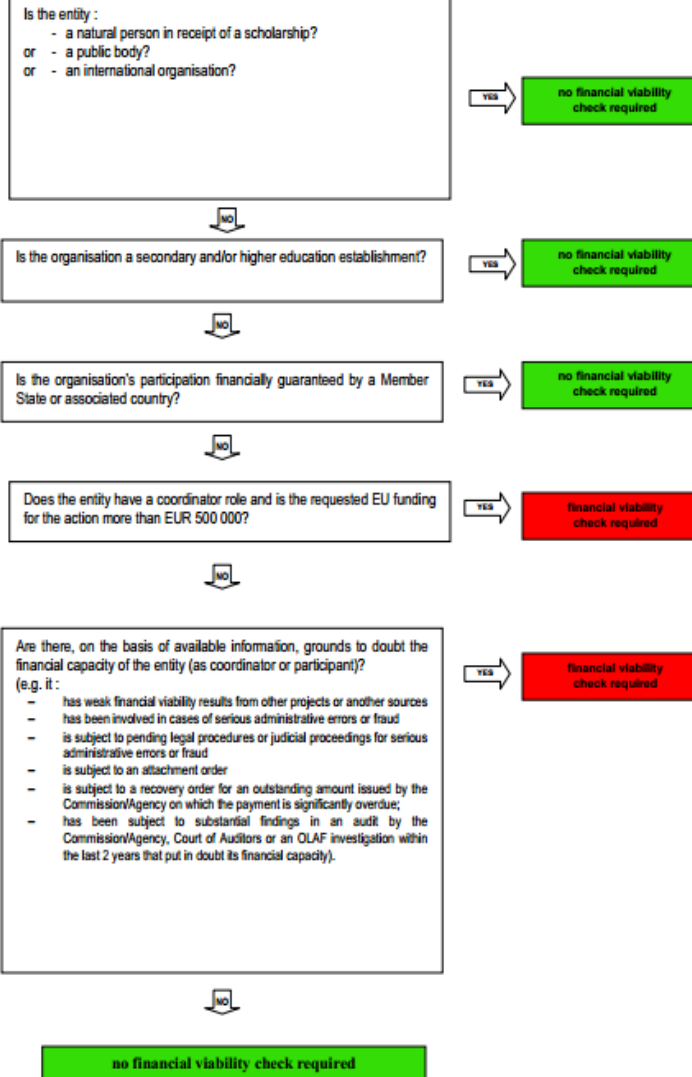 Is the entity :
- a natural person in receipt of a scholarship?
or - a public body?
or - an international organisation?
YES
no financial viability
check required
NO
Is the organisation a secondary and/or higher education establishment?
YES
no financial viability
check required
NO
Is the organisation's participation financially guaranteed by a Member
State or associated country?
YES
no financial viability
check required
NO
Does the entity have a coordinator role and is the requested EU funding
for the action more than EUR 500 000?
YES
financial viability
check required
NO
Are there, on the basis of available information, grounds to doubt the
financial capacity of the entity (as coordinator or participant)?
(e.g. it :
– has weak financial viability results from other projects or another sources
– has been involved in cases of serious administrative errors or fraud
– is subject to pending legal procedures or judicial proceedings for serious
administrative errors or fraud
– is subject to an attachment order
– is subject to a recovery order for an outstanding amount issued by the
Commission/Agency on which the payment is significantly overdue;
– has been subject to substantial findings in an audit by the
Commission/Agency, Court of Auditors or an OLAF investigation within
the last 2 years that put in doubt its financial capacity).
YES
financial viability
check required
NO
no financial viability check required